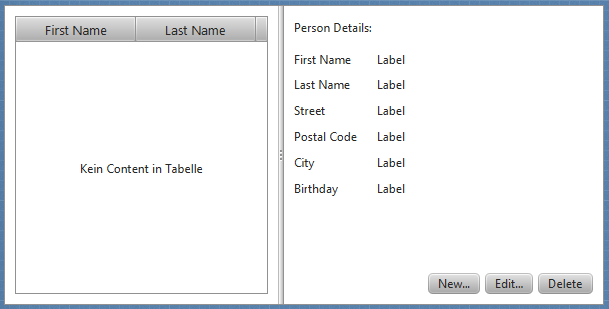 First Name Last Name
Kein Content in Tabelle
Person Details:
First Name Label
Last Name Label
Street Label
Postal Code Label
City Label
Birthday Label
New... Edit... Delete